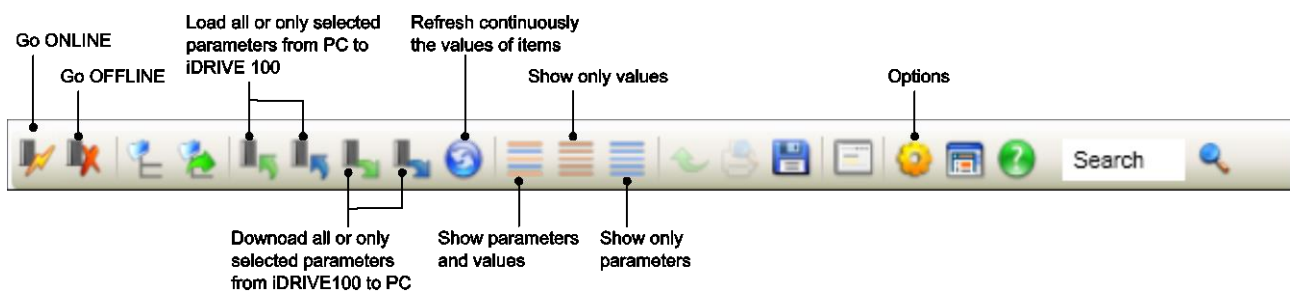 Load all or only selected
parameters from PC to
iDRIVE 100
Refresh continuously
the values of items
Go ONLINE
Go OFFLINE
Show only values
Options
Search
Downoad all or only
selected parameters
from iDRIVE100 to PC
Show parameters
and values
Show only
parameters